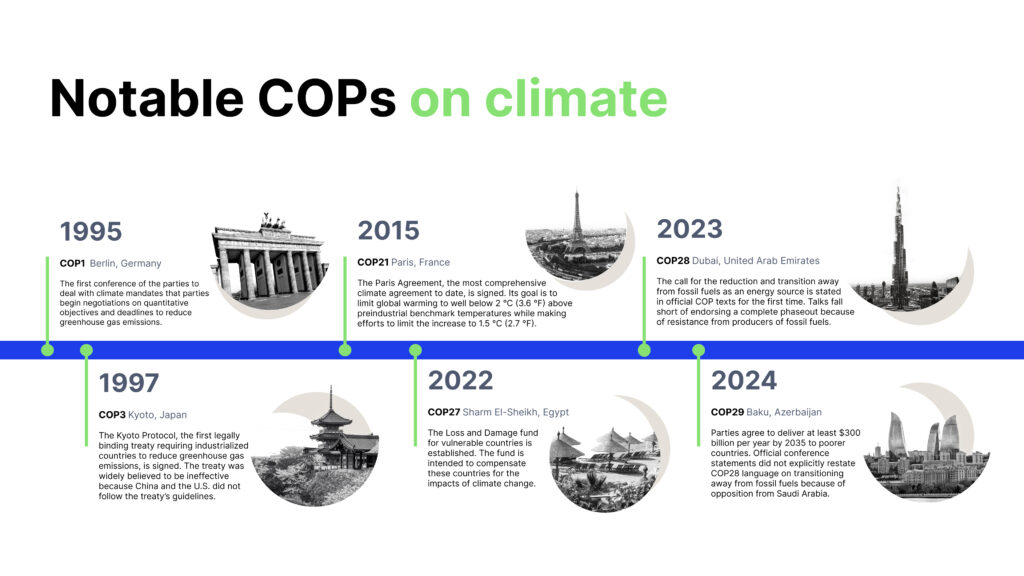 Notable COPs on climate
1995
COP1 Berlin, Germany
The first conference of the parties to
deal with climate mandates that parties
begin negotiations on quantitative
objectives and deadlines to reduce
greenhouse gas emissions.
2015
COP21 Paris, France
The Paris Agreement, the most comprehensive
climate agreement to date, is signed. Its goal is to
limit global warming to well below 2 °C (3.6 °F) above
preindustrial benchmark temperatures while making
efforts to limit the increase to 1.5 °C (2.7 °F).
2023
COP28 Dubai, United Arab Emirates
The call for the reduction and transition away
from fossil fuels as an energy source is stated
in official COP texts for the first time. Talks fall
short of endorsing a complete phaseout because
of resistance from producers of fossil fuels.
1997
COP3 Kyoto, Japan
The Kyoto Protocol, the first legally
binding treaty requiring industrialized
countries to reduce greenhouse gas
emissions, is signed. The treaty was
widely believed to be ineffective
because China and the U.S. did not
follow the treaty's guidelines.
2022
COP27 Sharm El-Sheikh, Egypt
The Loss and Damage fund
for vulnerable countries is
established. The fund is
intended to compensate
these countries for the
impacts of climate change.
2024
COP29 Baku, Azerbaijan
Parties agree to deliver at least $300
billion per year by 2035 to poorer
countries. Official conference
statements did not explicitly restate
COP28 language on transitioning
away from fossil fuels because of
opposition from Saudi Arabia.